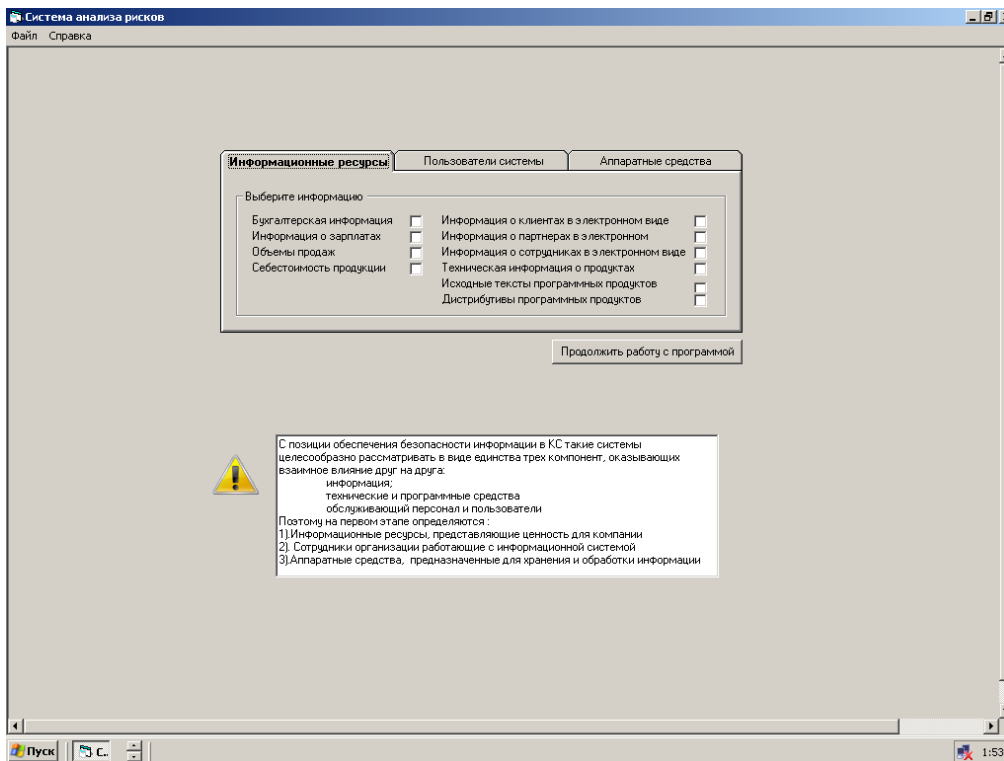 Система анализа рисков
Файл Справка
Информационные ресурсы Пользователи системы Аппаратные средства
Выберите информацию
Бухгалтерская информация Информация о клиентах в электронном виде
Информация о зарплатах Информация о партнерах в электронном
Объемы продаж Информация о сотрудниках в электронном виде
Себестоимость продукции Техническая информация о продуктах
Исходные тексты программных продуктов
Дистрибутивы программных продуктов
Продолжить работу с программой
С позиции обеспечения безопасности информации в КС такие системы
целесообразно рассматривать в виде единства трех компонент, оказывающих
взаимное влияние друг на друга:
информация;
технические и программные средства
обслуживающий персонал и пользователи
Поэтому на первом этапе определяются :
1).Информационные ресурсы, представляющие ценность для компании
2). Сотрудники организации работающие с информационной системой
3).Аппаратные средства, предназначенные для хранения и обработки информации
Пуск С.. 1:53